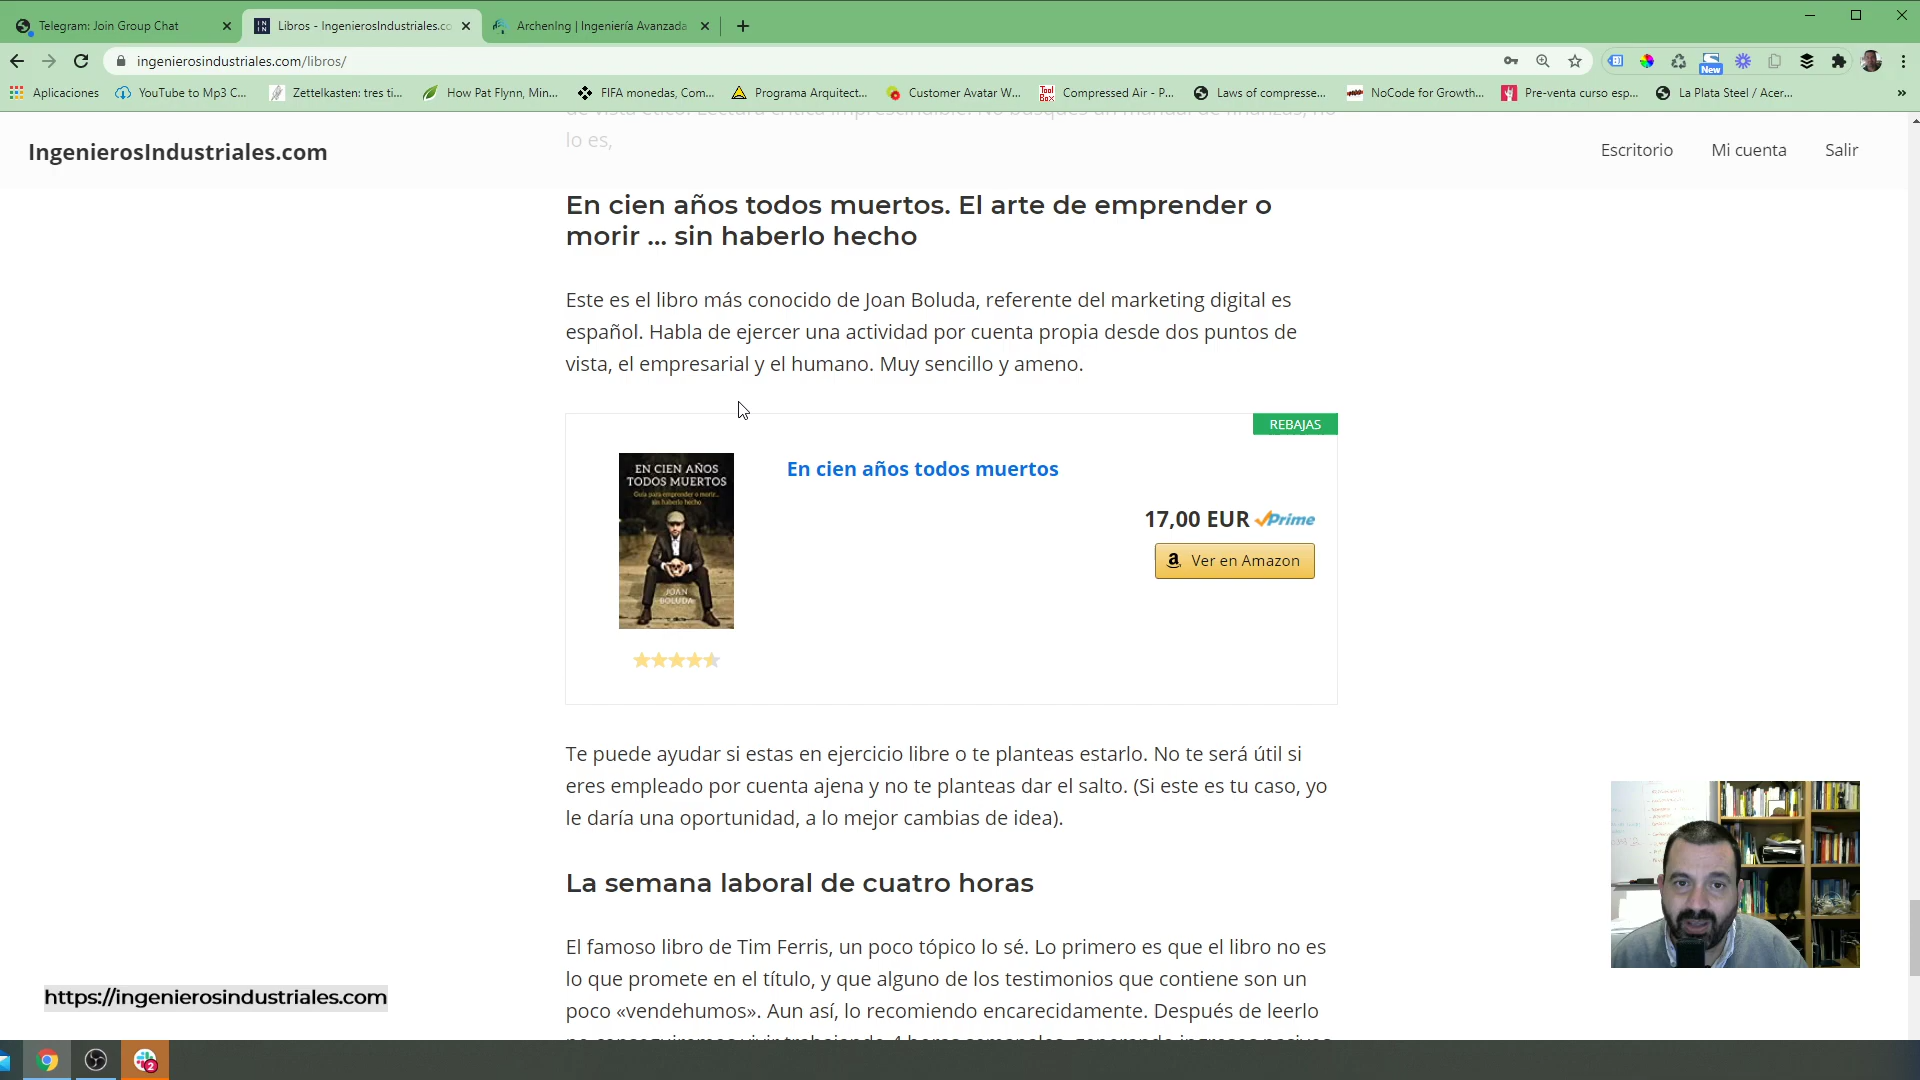 Telegram: Join Group Chat
Libros - IngenierosIndustriales.co
ArchenIng | Ingeniería Avanzada
ingenierosindustriales.com/libros/
New
Aplicaciones
YouTube to Mp3 C...
Zettelkasten: tres ti...
How Pat Flynn, Min...
FIFA monedas, Com...
Programa Arquitect...
Customer Avatar W...
Tool Box
Compressed Air - P...
Laws of compresse...
NoCode for Growth...
Pre-venta curso esp...
La Plata Steel / Acer...
»
lo es,
IngenierosIndustriales.com
Escritorio
Mi cuenta
Salir
En cien años todos muertos. El arte de emprender o
morir … sin haberlo hecho
Este es el libro más conocido de Joan Boluda, referente del marketing digital es
español. Habla de ejercer una actividad por cuenta propia desde dos puntos de
vista, el empresarial y el humano. Muy sencillo y ameno.
REBAJAS
EN CIEN AÑOS
TODOS MUERTOS
Guía para emprender o morir...
sin haberlo hecho
JOAN
BOLUDA
En cien años todos muertos
17,00 EUR Prime
Ver en Amazon
Te puede ayudar si estas en ejercicio libre o te planteas estarlo. No te será útil si
eres empleado por cuenta ajena y no te planteas dar el salto. (Si este es tu caso, yo
le daría una oportunidad, a lo mejor cambias de idea).
La semana laboral de cuatro horas
El famoso libro de Tim Ferris, un poco tópico lo sé. Lo primero es que el libro no es
lo que promete en el título, y que alguno de los testimonios que contiene son un
poco «vendehumos». Aun así, lo recomiendo encarecidamente. Después de leerlo
https://ingenierosindustriales.com
2